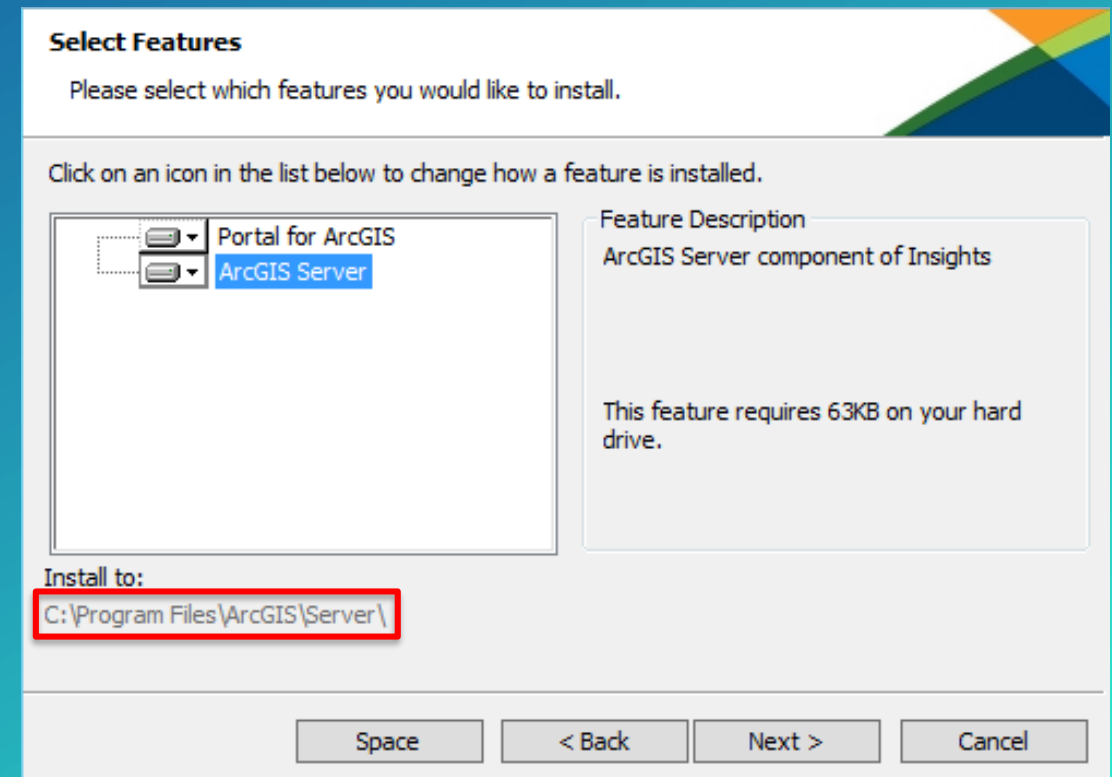 Select Features
Please select which features you would like to install.
Click on an icon in the list below to change how a feature is installed.
Portal for ArcGIS
ArcGIS Server
Feature Description
ArcGIS Server component of Insights
This feature requires 63KB on your hard
drive.
Install to:
C:\Program Files\ArcGIS\Server\
Space
< Back
Next >
Cancel